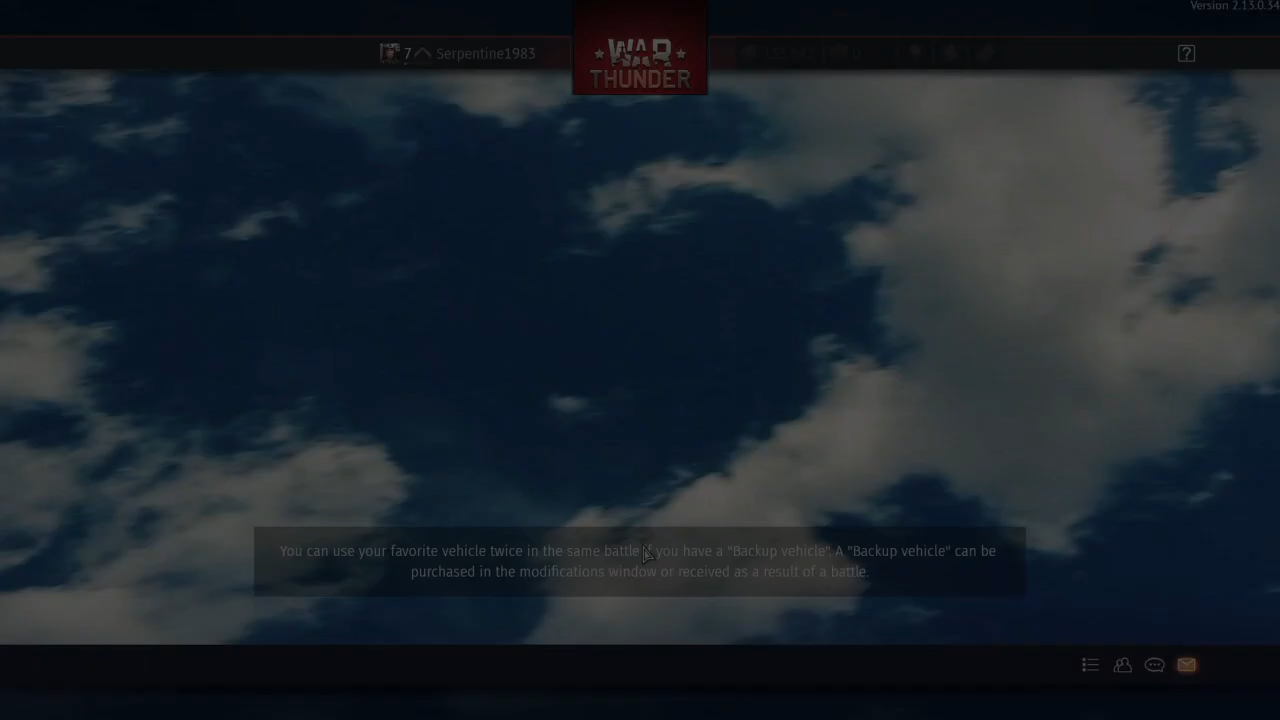 Version 2.13.0.34
7 Serpentine1983
WAR
THUNDER
You can use your favorite vehicle twice in the same battle you have a "Backup vehicle". A "Backup vehicle" can be
purchased in the modifications window or received as a result of a battle.